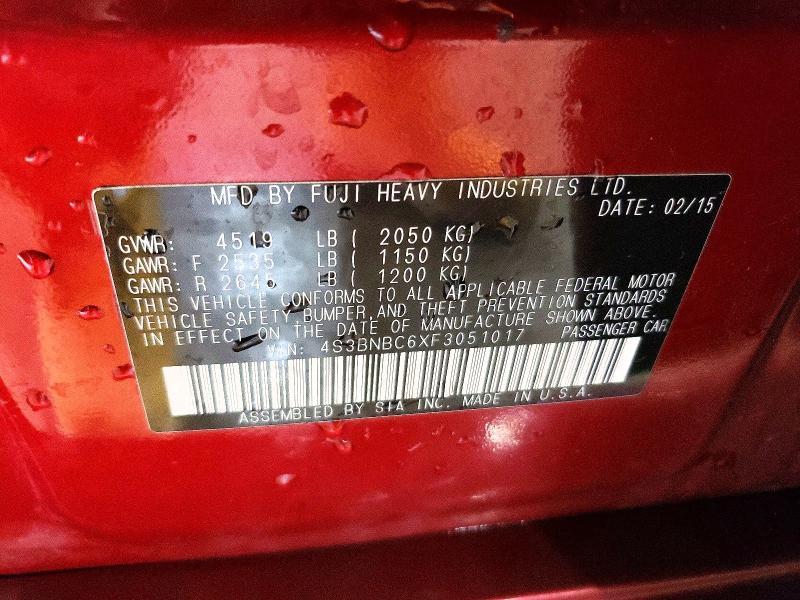 MFD BY FUJI HEAVY INDUSTRIES LTD.
DATE: 02/15
GVWR: 4519 LB ( 2050 KG)
GAWR: F 2535 LB ( 1150 KG)
GAWR: R 2645 LB ( 1200 KG)
THIS VEHICLE CONFORMS TO ALL APPLICABLE FEDERAL MOTOR
VEHICLE SAFETY, BUMPER, AND THEFT PREVENTION STANDARDS
IN EFFECT ON THE DATE OF MANUFACTURE SHOWN ABOVE.
VIN: 4S3BNBC6XF3051017 PASSENGER CAR
ASSEMBLED BY SIA INC. MADE IN U.S.A.